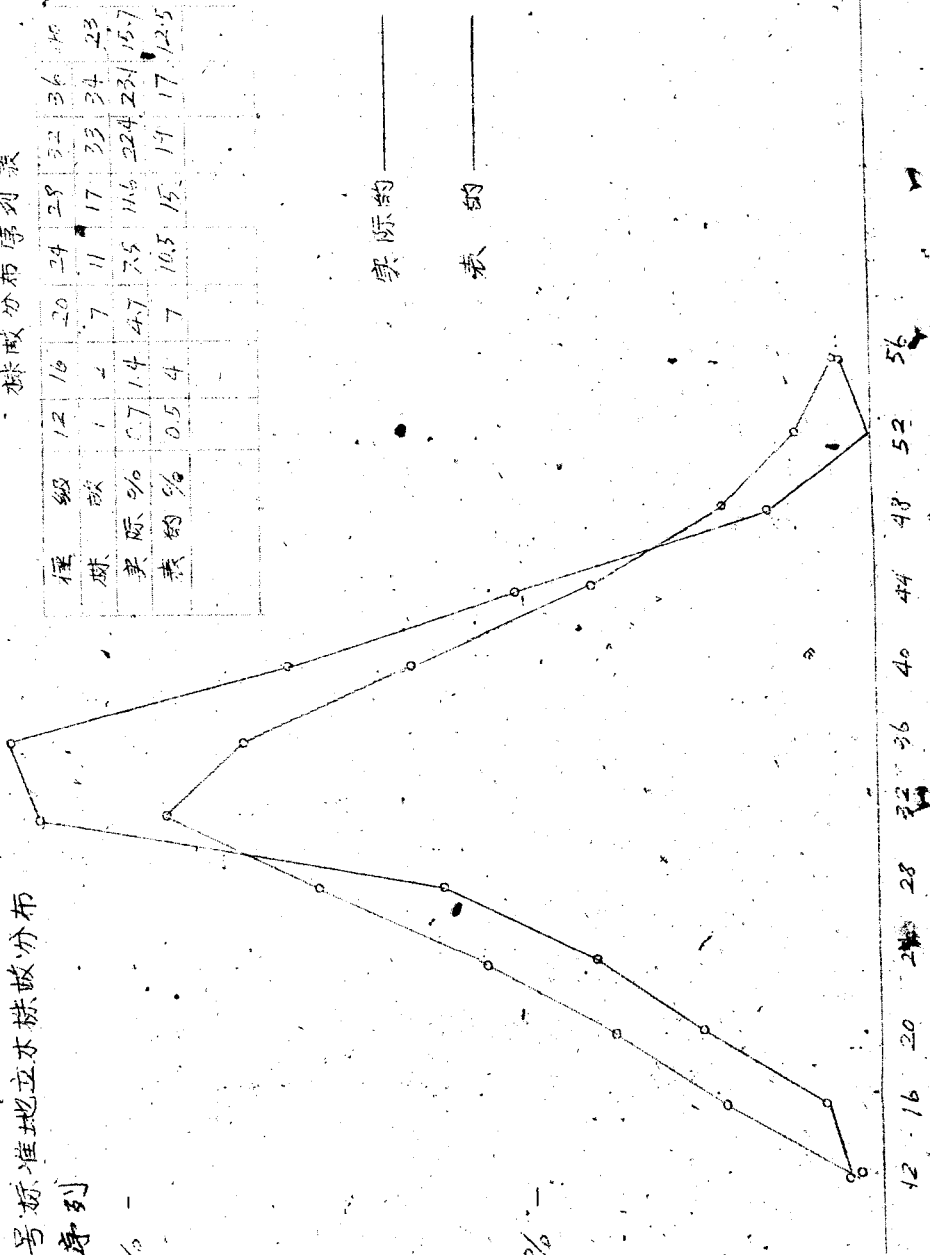 号标准地立木株数分布
序列
%
株数分布序列表
径级 12 16 20 24 28 32 36 40
株数 1 2 7 11 17 33 34 23
实际% 0.7 1.4 4.7 7.5 11.6 22.4 23.1 15.7
表的% 0.5 4 7 10.5 15 19 17 12.5
实际的
表的
%
12 16 20 24 28 32 36 40 44 48 52 56